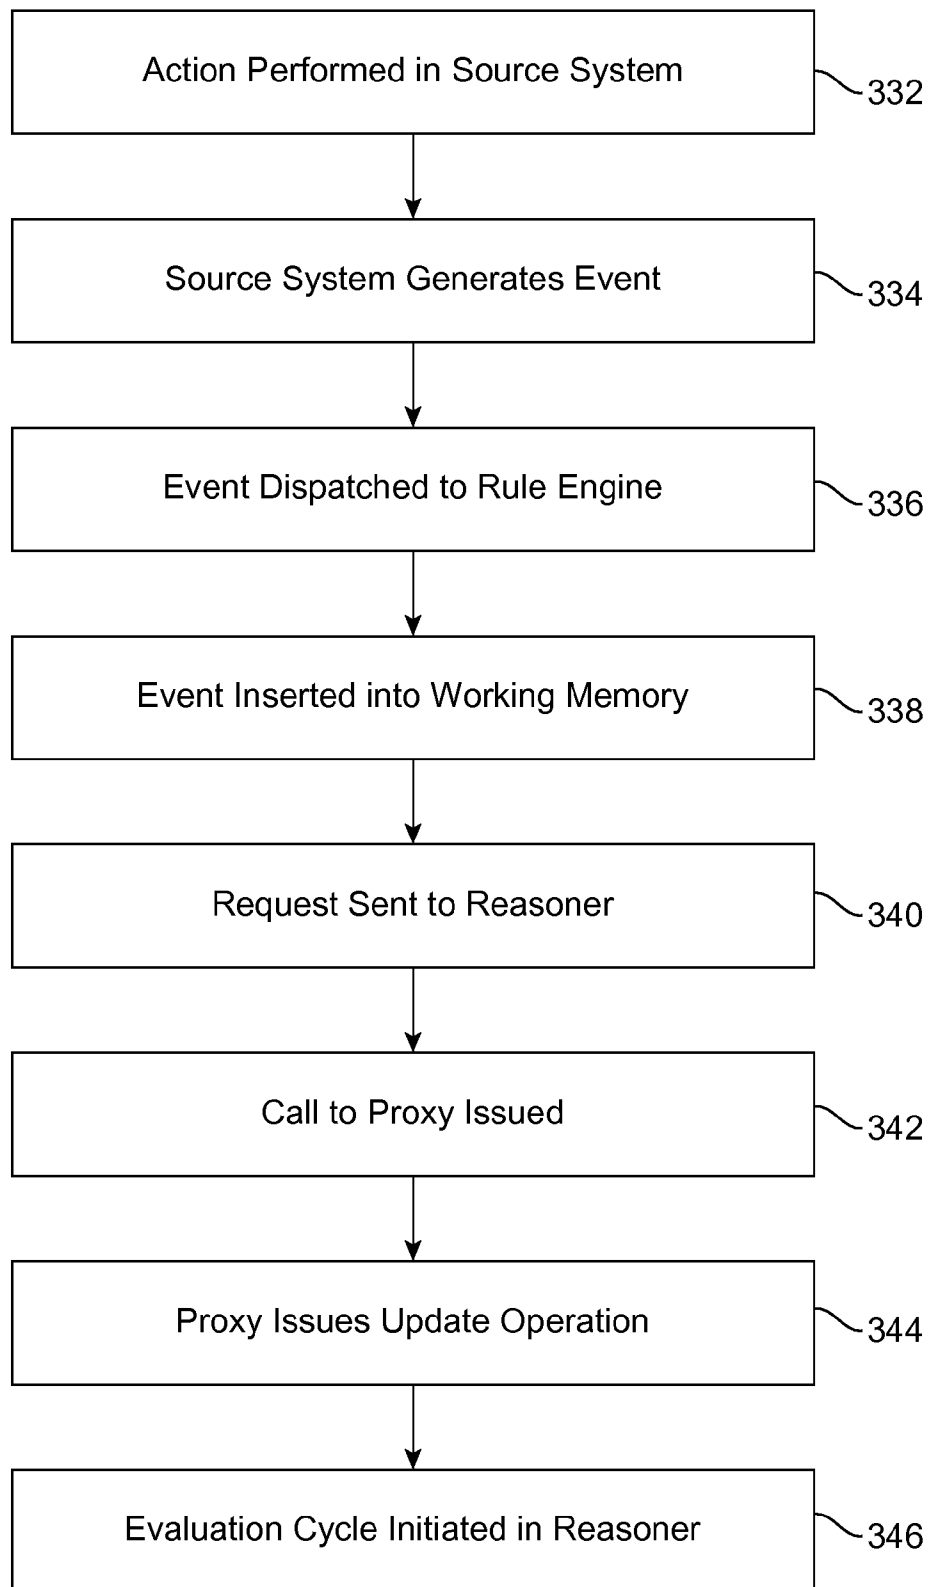 Action Performed in Source System
332
Source System Generates Event
334
Event Dispatched to Rule Engine
336
Event Inserted into Working Memory
338
Request Sent to Reasoner
340
Call to Proxy Issued
342
Proxy Issues Update Operation
344
Evaluation Cycle Initiated in Reasoner
346